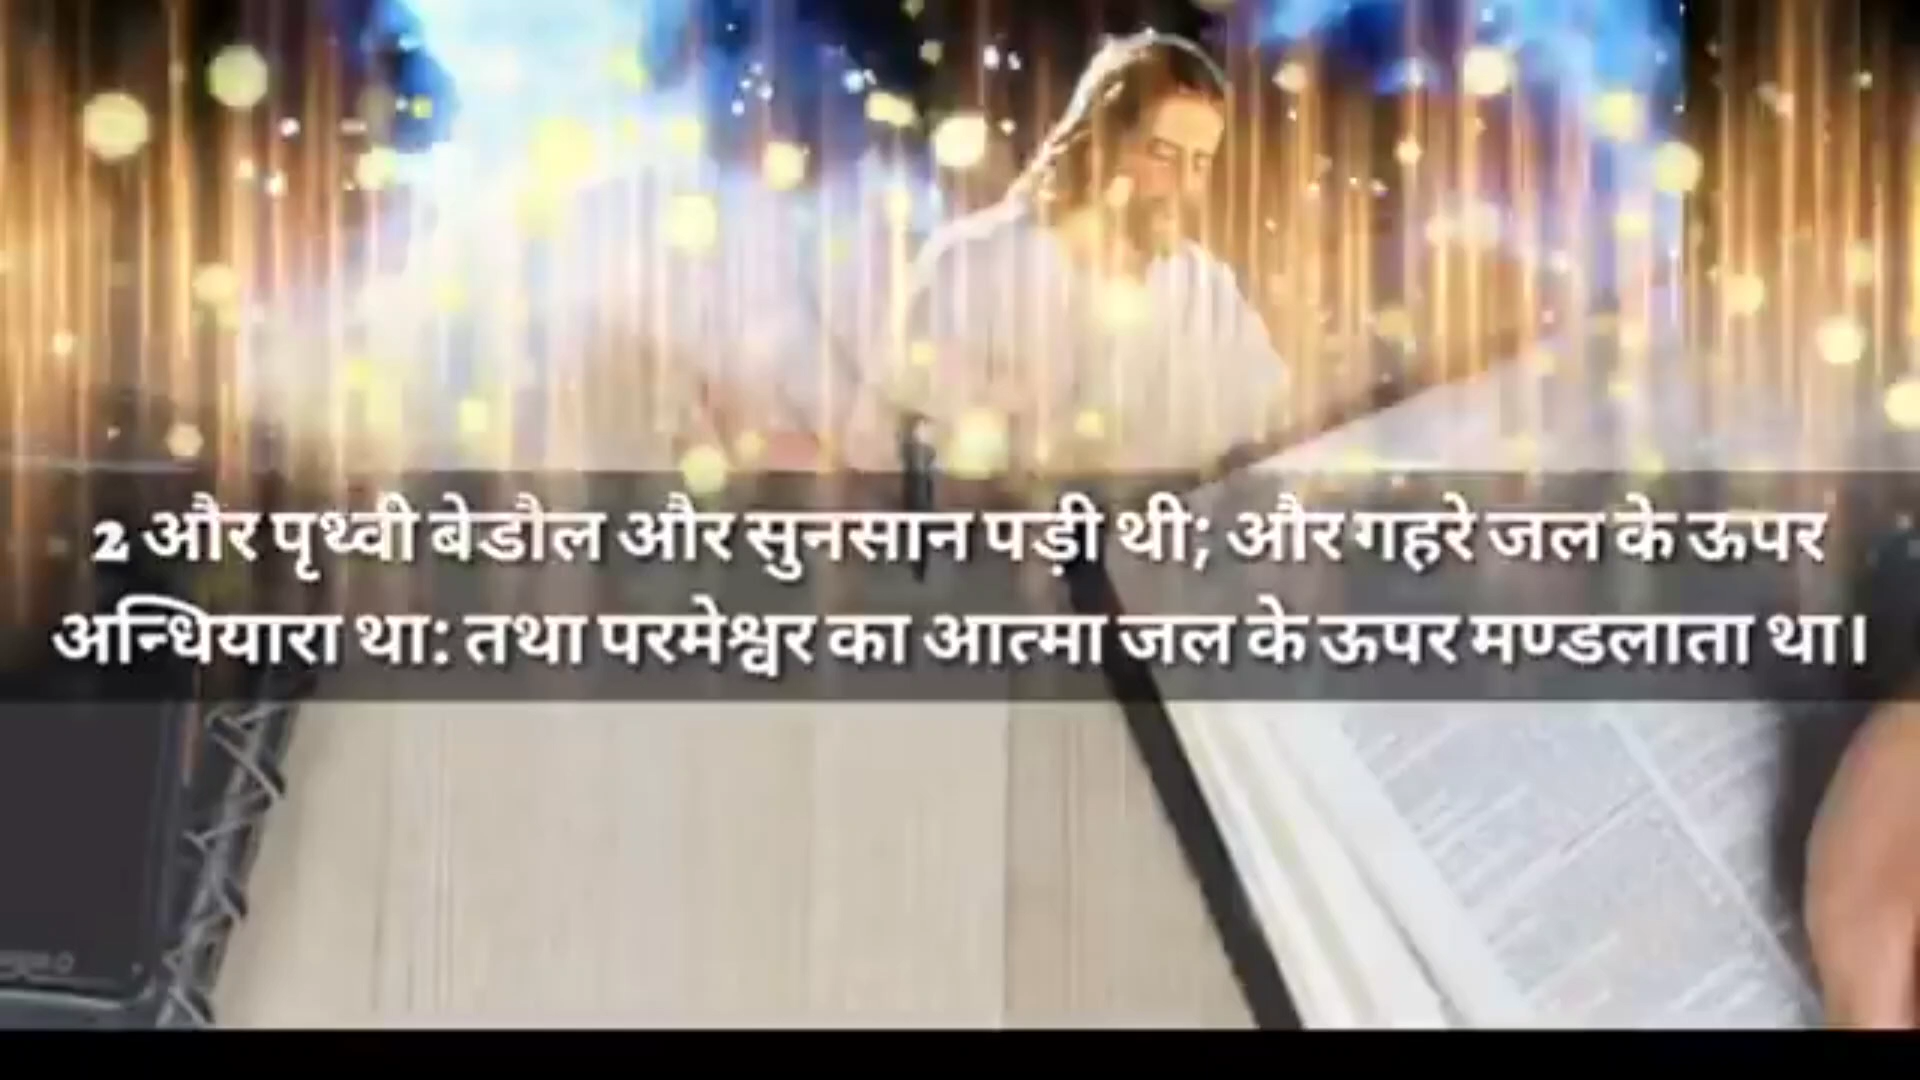 2 और पृथ्वी बेडौल और सुनसान पड़ी थी; और गहरे जल के ऊपर
अन्धियारा था: तथा परमेश्वर का आत्मा जल के ऊपर मण्डलाता था।